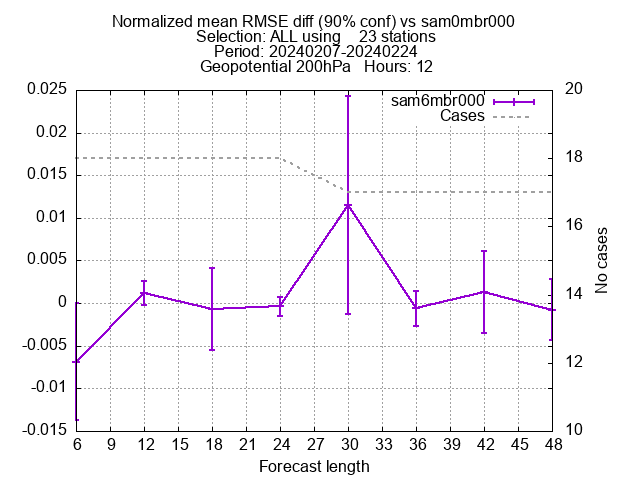 Normalized mean RMSE diff (90% conf) vs sam0mbr000
Selection: ALL using    23 stations
Period: 20240207-20240224
Geopotential 200hPa   Hours: 12
sam6mbr000
Cases
0.025
0.02
0.015
0.01
0.005
0
-0.005
-0.01
-0.015
20
18
16
14
12
10
No cases
6 9 12 15 18 21 24 27 30 33 36 39 42 45 48
Forecast length